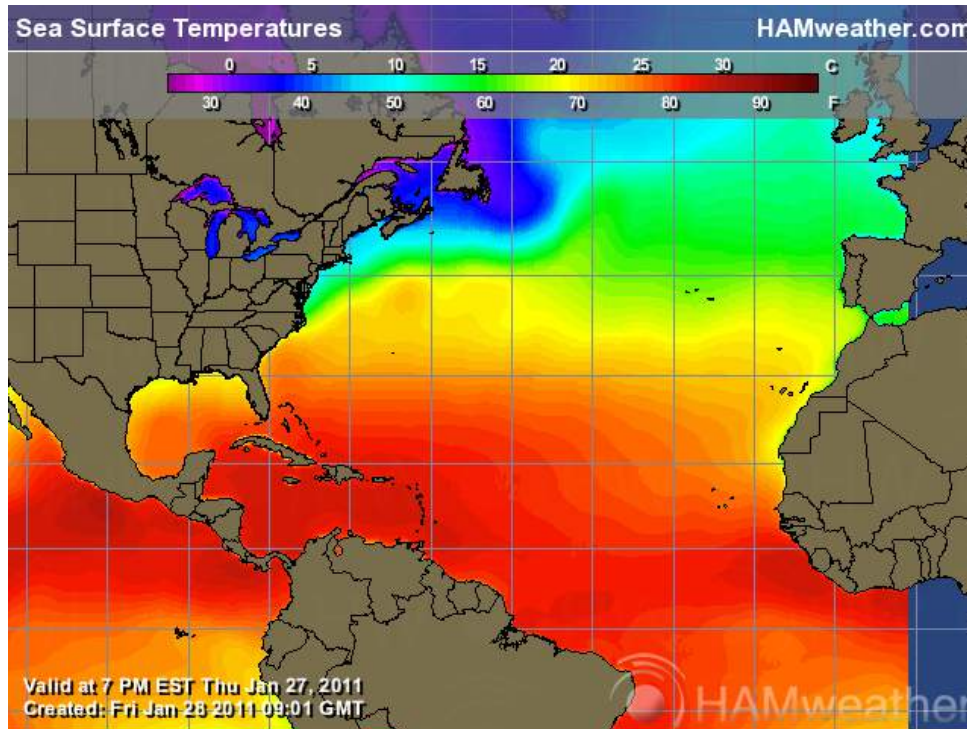 Sea Surface Temperatures HAMweather.com
0 5 10 15 20 25 30 C
30 40 50 60 70 80 90 F
Valid at 7 PM EST Thu Jan 27, 2011
Created: Fri Jan 28 2011 09:01 GMT
HAMweather